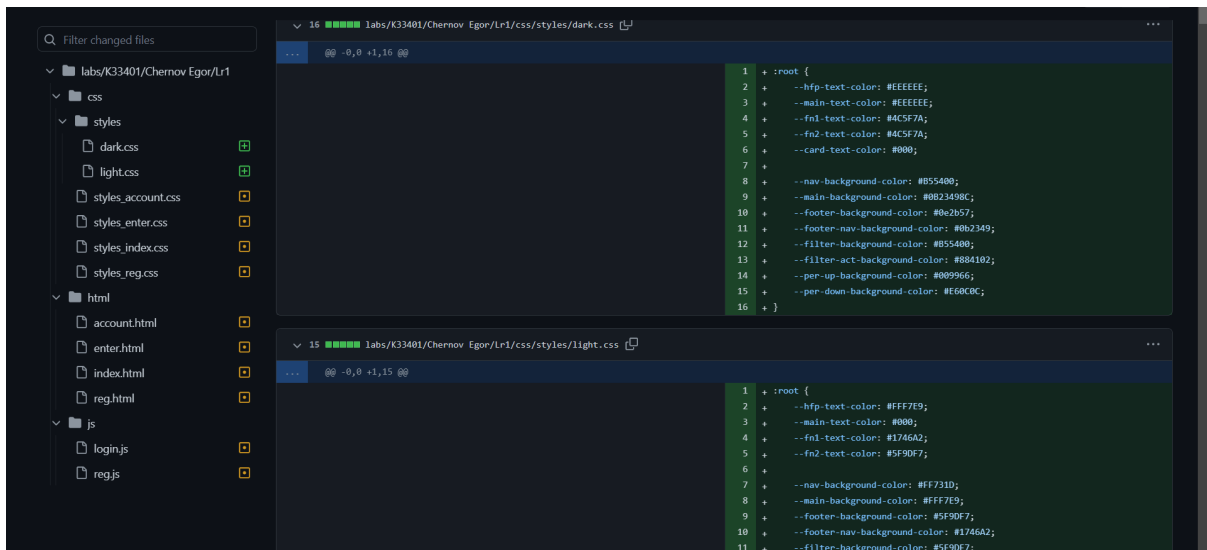 Filter changed files
labs/K33401/Chernov Egor/Lr1
css
styles
dark.css
light.css
styles_account.css
styles_enter.css
styles_index.css
styles_reg.css
html
account.html
enter.html
index.html
reg.html
js
login.js
reg.js
16 labs/K33401/Chernov Egor/Lr1/css/styles/dark.css ...
... @@ -0,0 +1,16 @@
1 + :root {
2 + --hfp-text-color: #EEEEEE;
3 + --main-text-color: #EEEEEE;
4 + --fn1-text-color: #4C5F7A;
5 + --fn2-text-color: #4C5F7A;
6 + --card-text-color: #000;
7 +
8 + --nav-background-color: #B55400;
9 + --main-background-color: #0B23498C;
10 + --footer-background-color: #0e2b57;
11 + --footer-nav-background-color: #0b2349;
12 + --filter-background-color: #B55400;
13 + --filter-act-background-color: #884102;
14 + --per-up-background-color: #009966;
15 + --per-down-background-color: #E60C0C;
16 + }
15 labs/K33401/Chernov Egor/Lr1/css/styles/light.css ...
... @@ -0,0 +1,15 @@
1 + :root {
2 + --hfp-text-color: #FFF7E9;
3 + --main-text-color: #000;
4 + --fn1-text-color: #1746A2;
5 + --fn2-text-color: #5F9DF7;
6 +
7 + --nav-background-color: #FF731D;
8 + --main-background-color: #FFF7E9;
9 + --footer-background-color: #5F9DF7;
10 + --footer-nav-background-color: #1746A2;
11 + --filter-background-color: #5F9DF7;